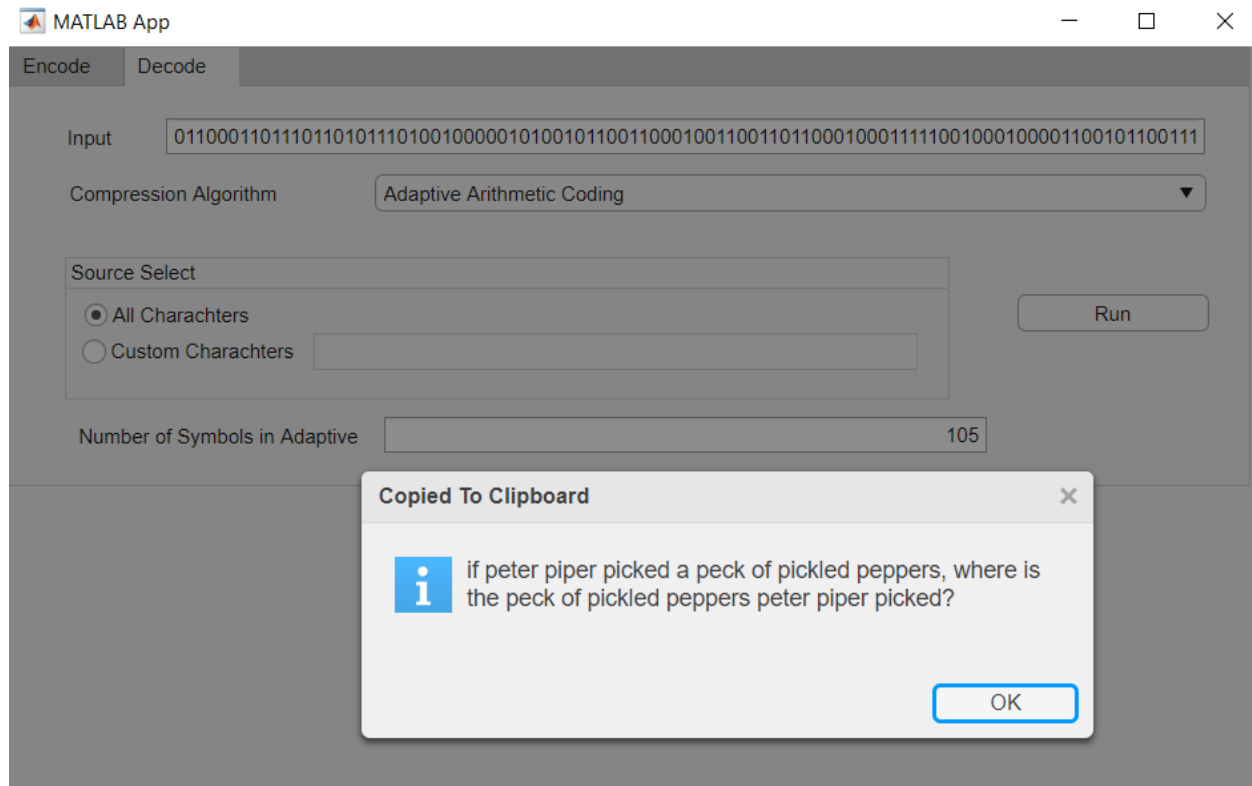 MATLAB App
Encode Decode
Input 0110001101110110101110100100000101001011001100010011001101100010001111100100010000110010110011​1
Compression Algorithm Adaptive Arithmetic Coding
Source Select
All Charachters
Run
Custom Charachters
Number of Symbols in Adaptive 105
Copied To Clipboard
if peter piper picked a peck of pickled peppers, where is
the peck of pickled peppers peter piper picked?
OK